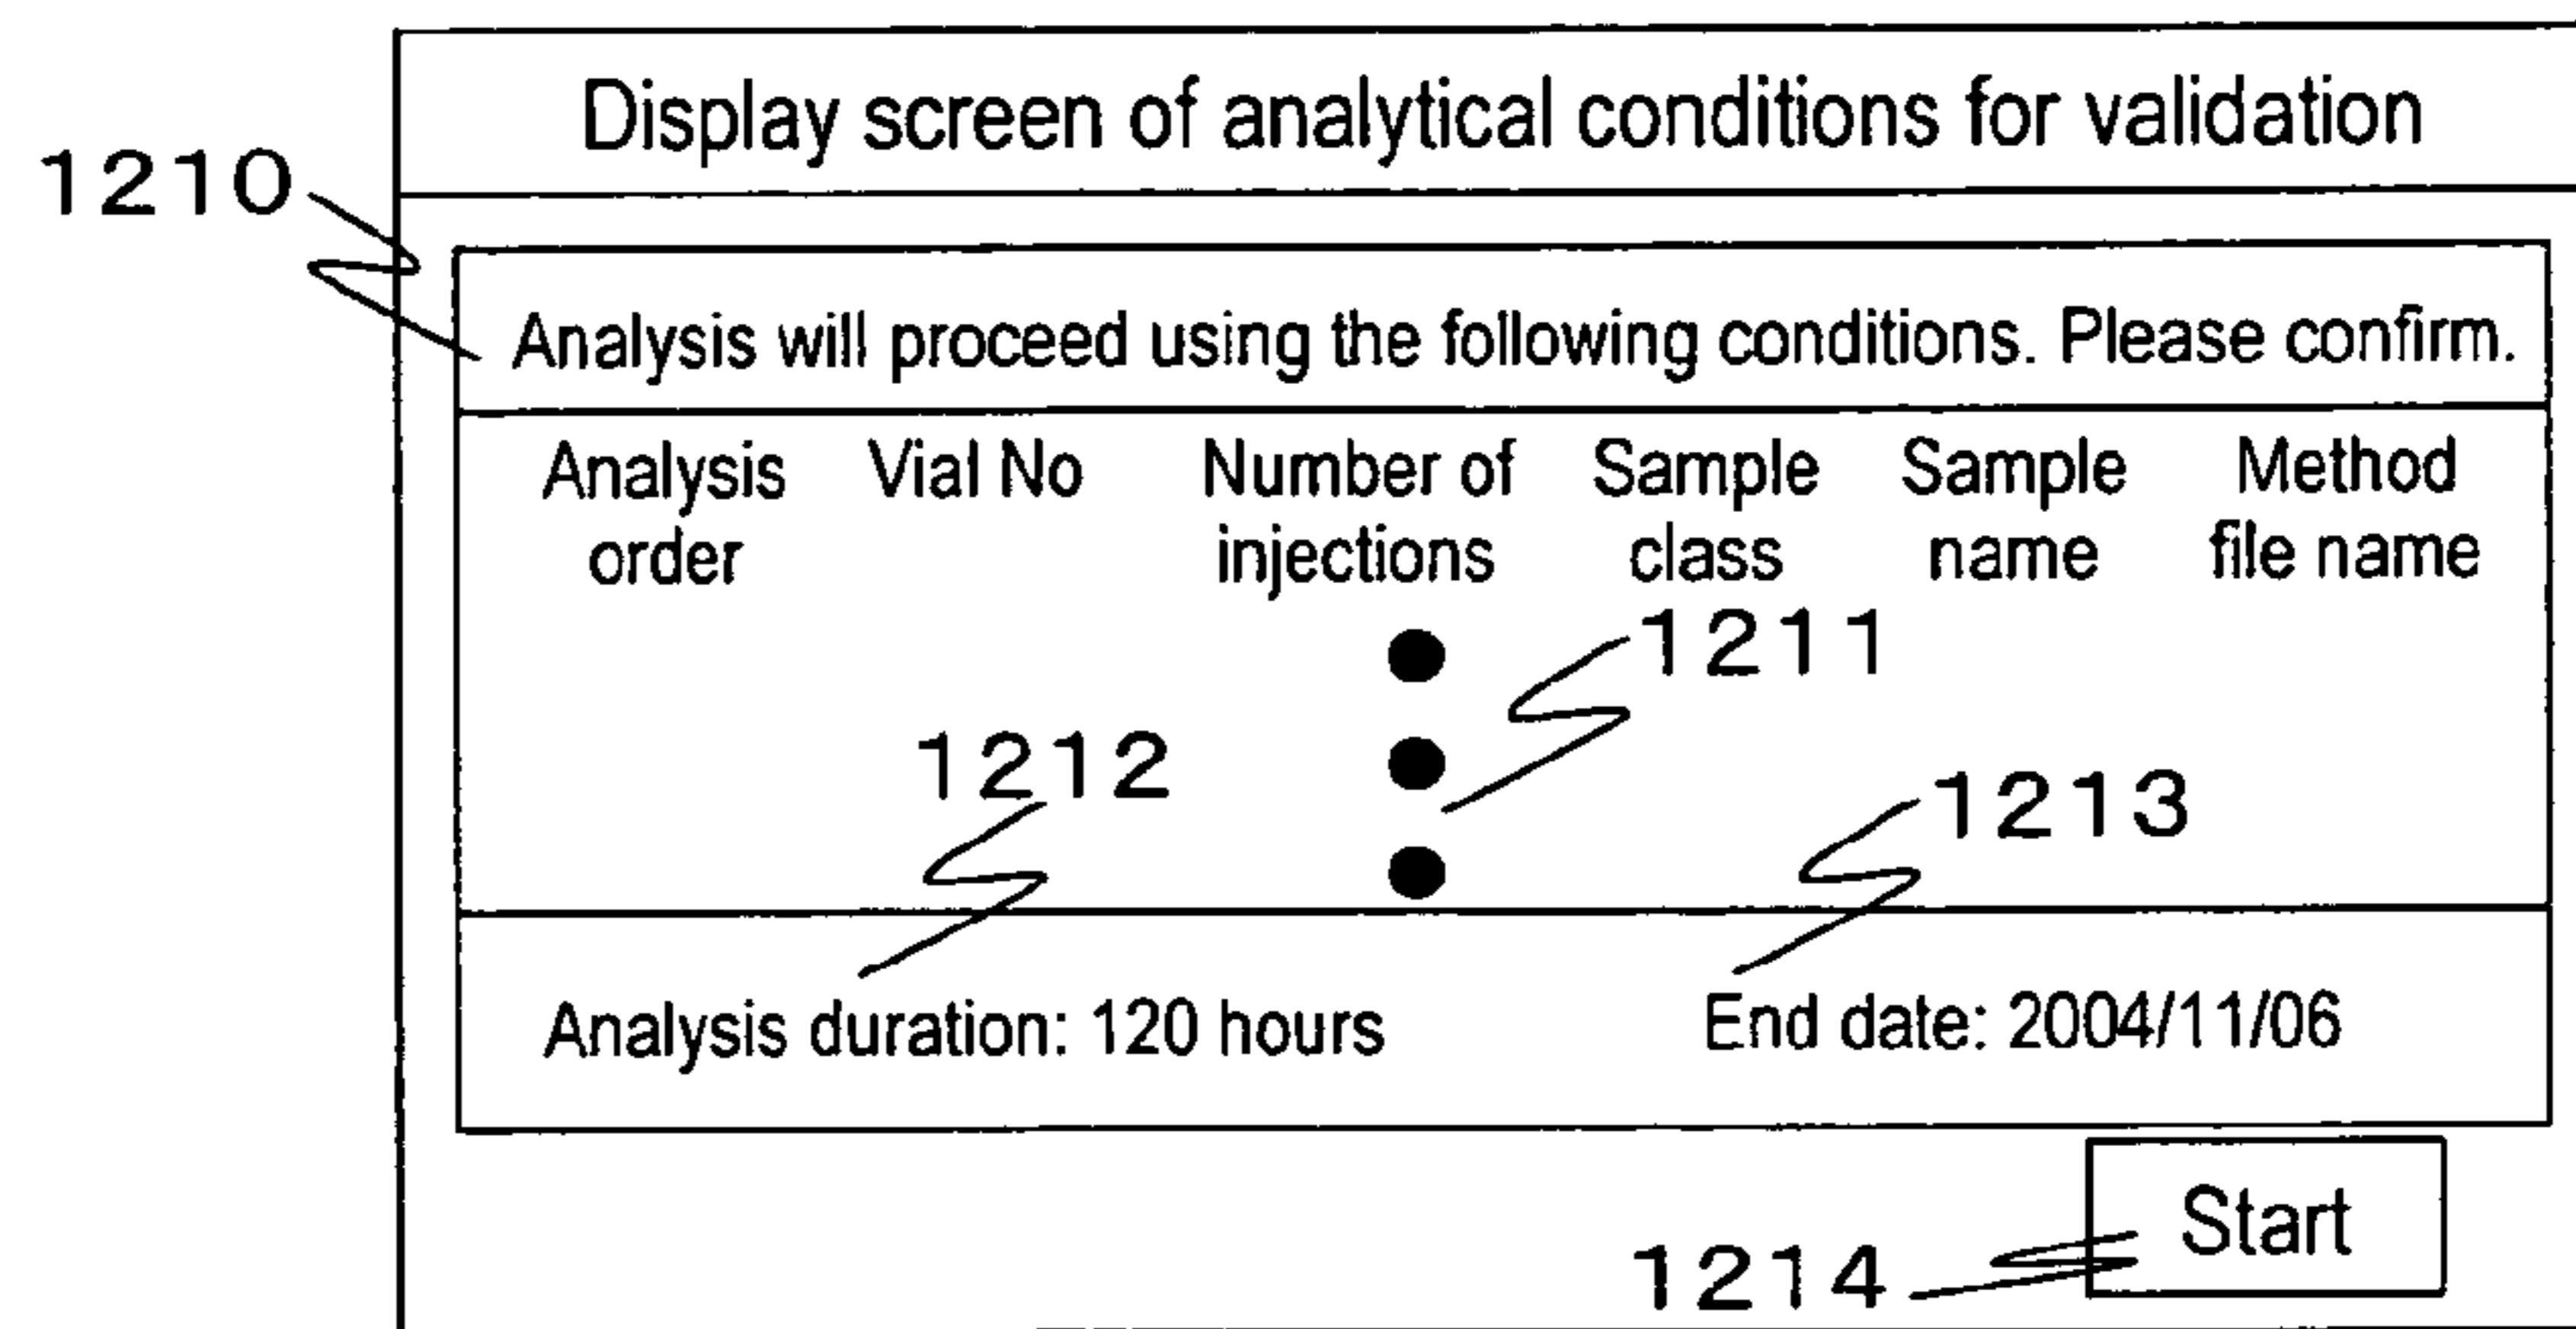 Display screen of analytical conditions for validation
1210
Analysis will proceed using the following conditions. Please confirm.
Analysis order
Vial No
Number of injections
Sample class
Sample name
Method file name
1211
1212
1213
Analysis duration: 120 hours
End date: 2004/11/06
Start
1214